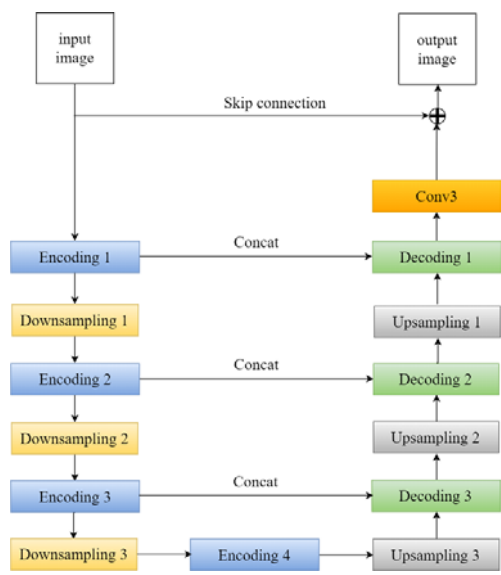 input
image
output
image
Skip connection
Conv3
Encoding 1
Concat
Decoding 1
Downsampling 1
Upsampling 1
Encoding 2
Concat
Decoding 2
Downsampling 2
Upsampling 2
Encoding 3
Concat
Decoding 3
Downsampling 3
Encoding 4
Upsampling 3